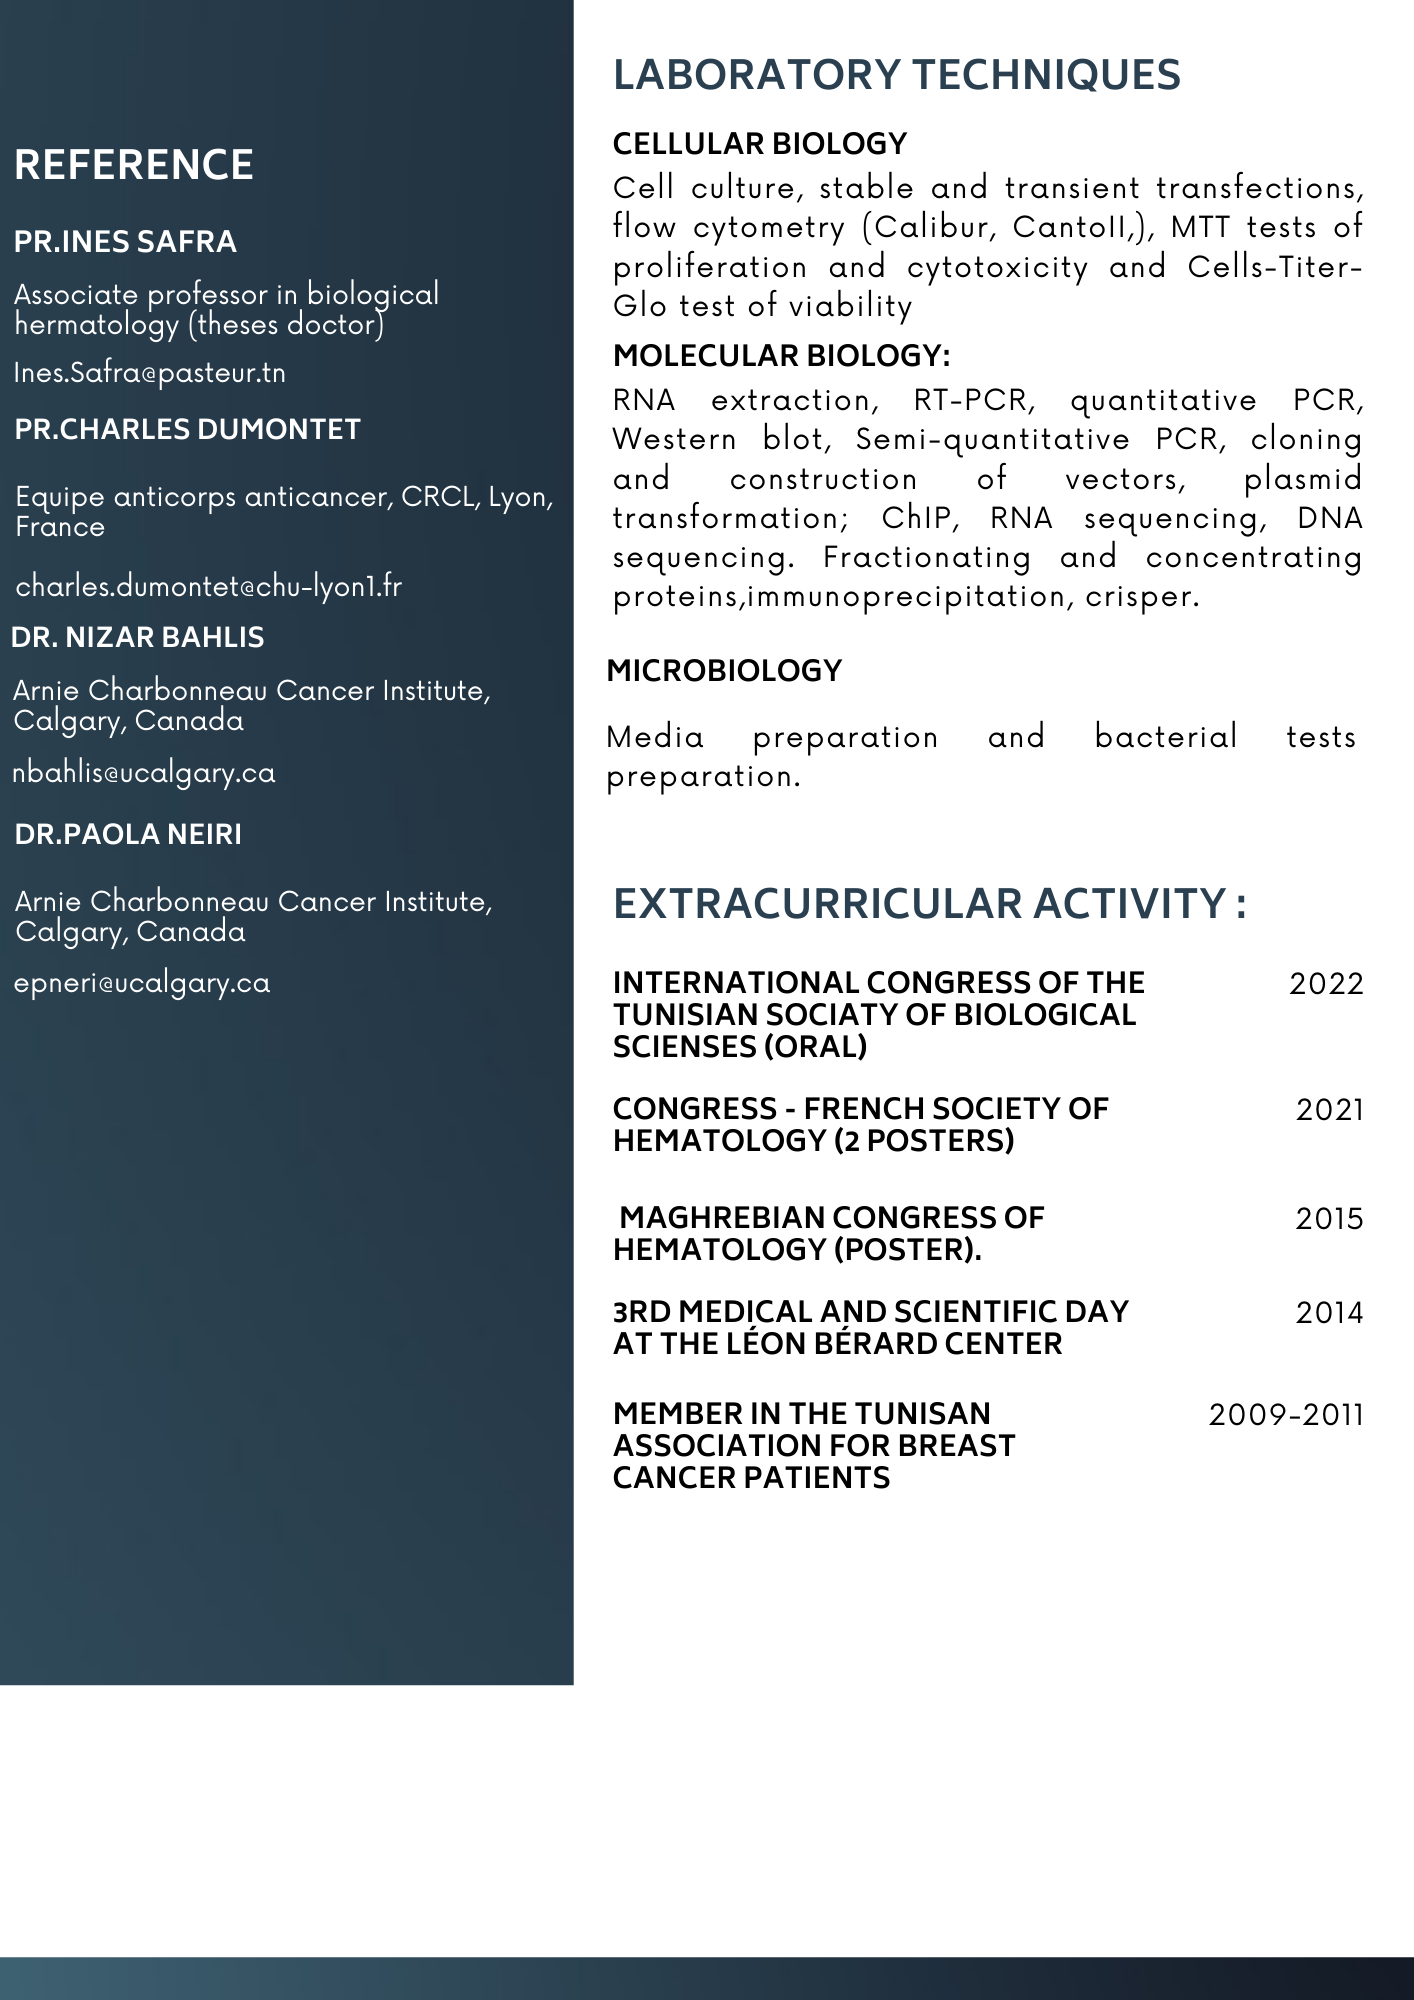 REFERENCE
PR.INES SAFRA
Associate professor in biological
hermatology (theses doctor)
Ines.Safra@pasteur.tn
PR.CHARLES DUMONTET
Equipe anticorps anticancer, CRCL, Lyon,
France
charles.dumontet@chu-lyon1.fr
DR. NIZAR BAHLIS
Arnie Charbonneau Cancer Institute,
Calgary, Canada
nbahlis@ucalgary.ca
DR.PAOLA NEIRI
Arnie Charbonneau Cancer Institute,
Calgary, Canada
epneri@ucalgary.ca
LABORATORY TECHNIQUES
CELLULAR BIOLOGY
Cell culture, stable and transient transfections,
flow cytometry (Calibur, CantoII,), MTT tests of
proliferation and cytotoxicity and Cells-Titer-
Glo test of viability
MOLECULAR BIOLOGY:
RNA extraction, RT-PCR, quantitative PCR,
Western blot, Semi-quantitative PCR, cloning
and construction of vectors, plasmid
transformation; ChIP, RNA sequencing, DNA
sequencing. Fractionating and concentrating
proteins,immunoprecipitation, crisper.
MICROBIOLOGY
Media preparation and bacterial tests
preparation.
EXTRACURRICULAR ACTIVITY :
INTERNATIONAL CONGRESS OF THE 2022
TUNISIAN SOCIATY OF BIOLOGICAL
SCIENSES (ORAL)
CONGRESS - FRENCH SOCIETY OF 2021
HEMATOLOGY (2 POSTERS)
MAGHREBIAN CONGRESS OF 2015
HEMATOLOGY (POSTER).
3RD MEDICAL AND SCIENTIFIC DAY 2014
AT THE LÉON BÉRARD CENTER
MEMBER IN THE TUNISAN 2009-2011
ASSOCIATION FOR BREAST
CANCER PATIENTS